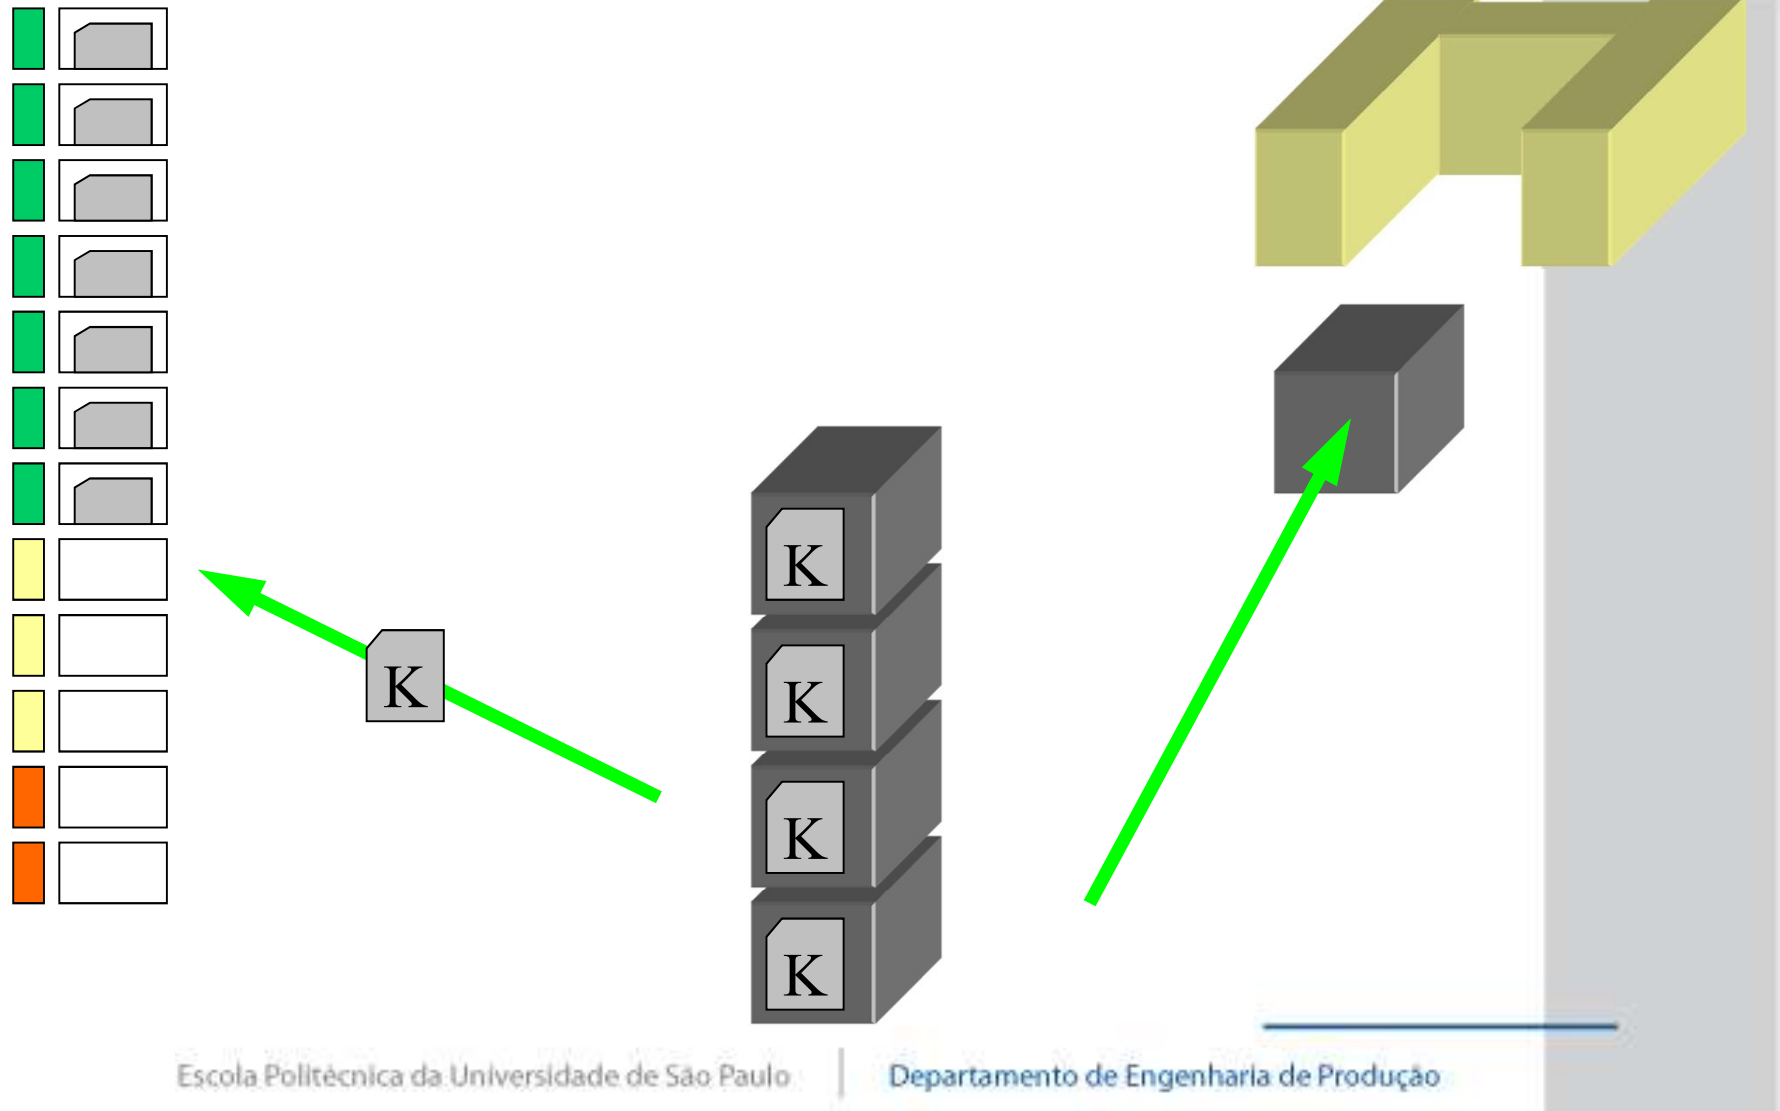 K
K
K
K
K
Escola Politécnica da Universidade de São Paulo
Departamento de Engenharia de Produção